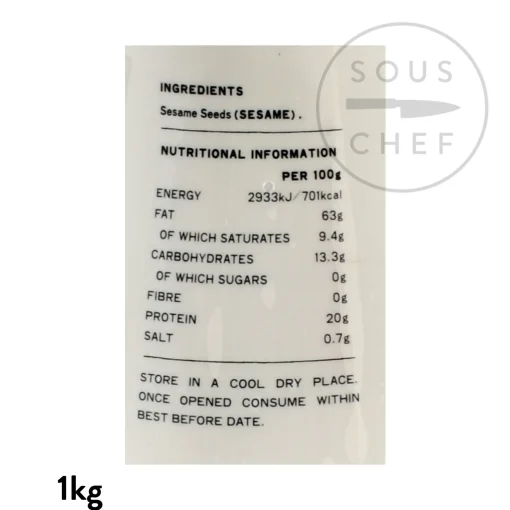 SOUS
CHEF
INGREDIENTS
Sesame Seeds (SESAME).
NUTRITIONAL INFORMATION
PER 100g
ENERGY 2933kJ/701kcal
FAT 63g
OF WHICH SATURATES 9.4g
CARBOHYDRATES 13.3g
OF WHICH SUGARS 0g
FIBRE 0g
PROTEIN 20g
SALT 0.7g
STORE IN A COOL DRY PLACE.
ONCE OPENED CONSUME WITHIN
BEST BEFORE DATE.
1kg